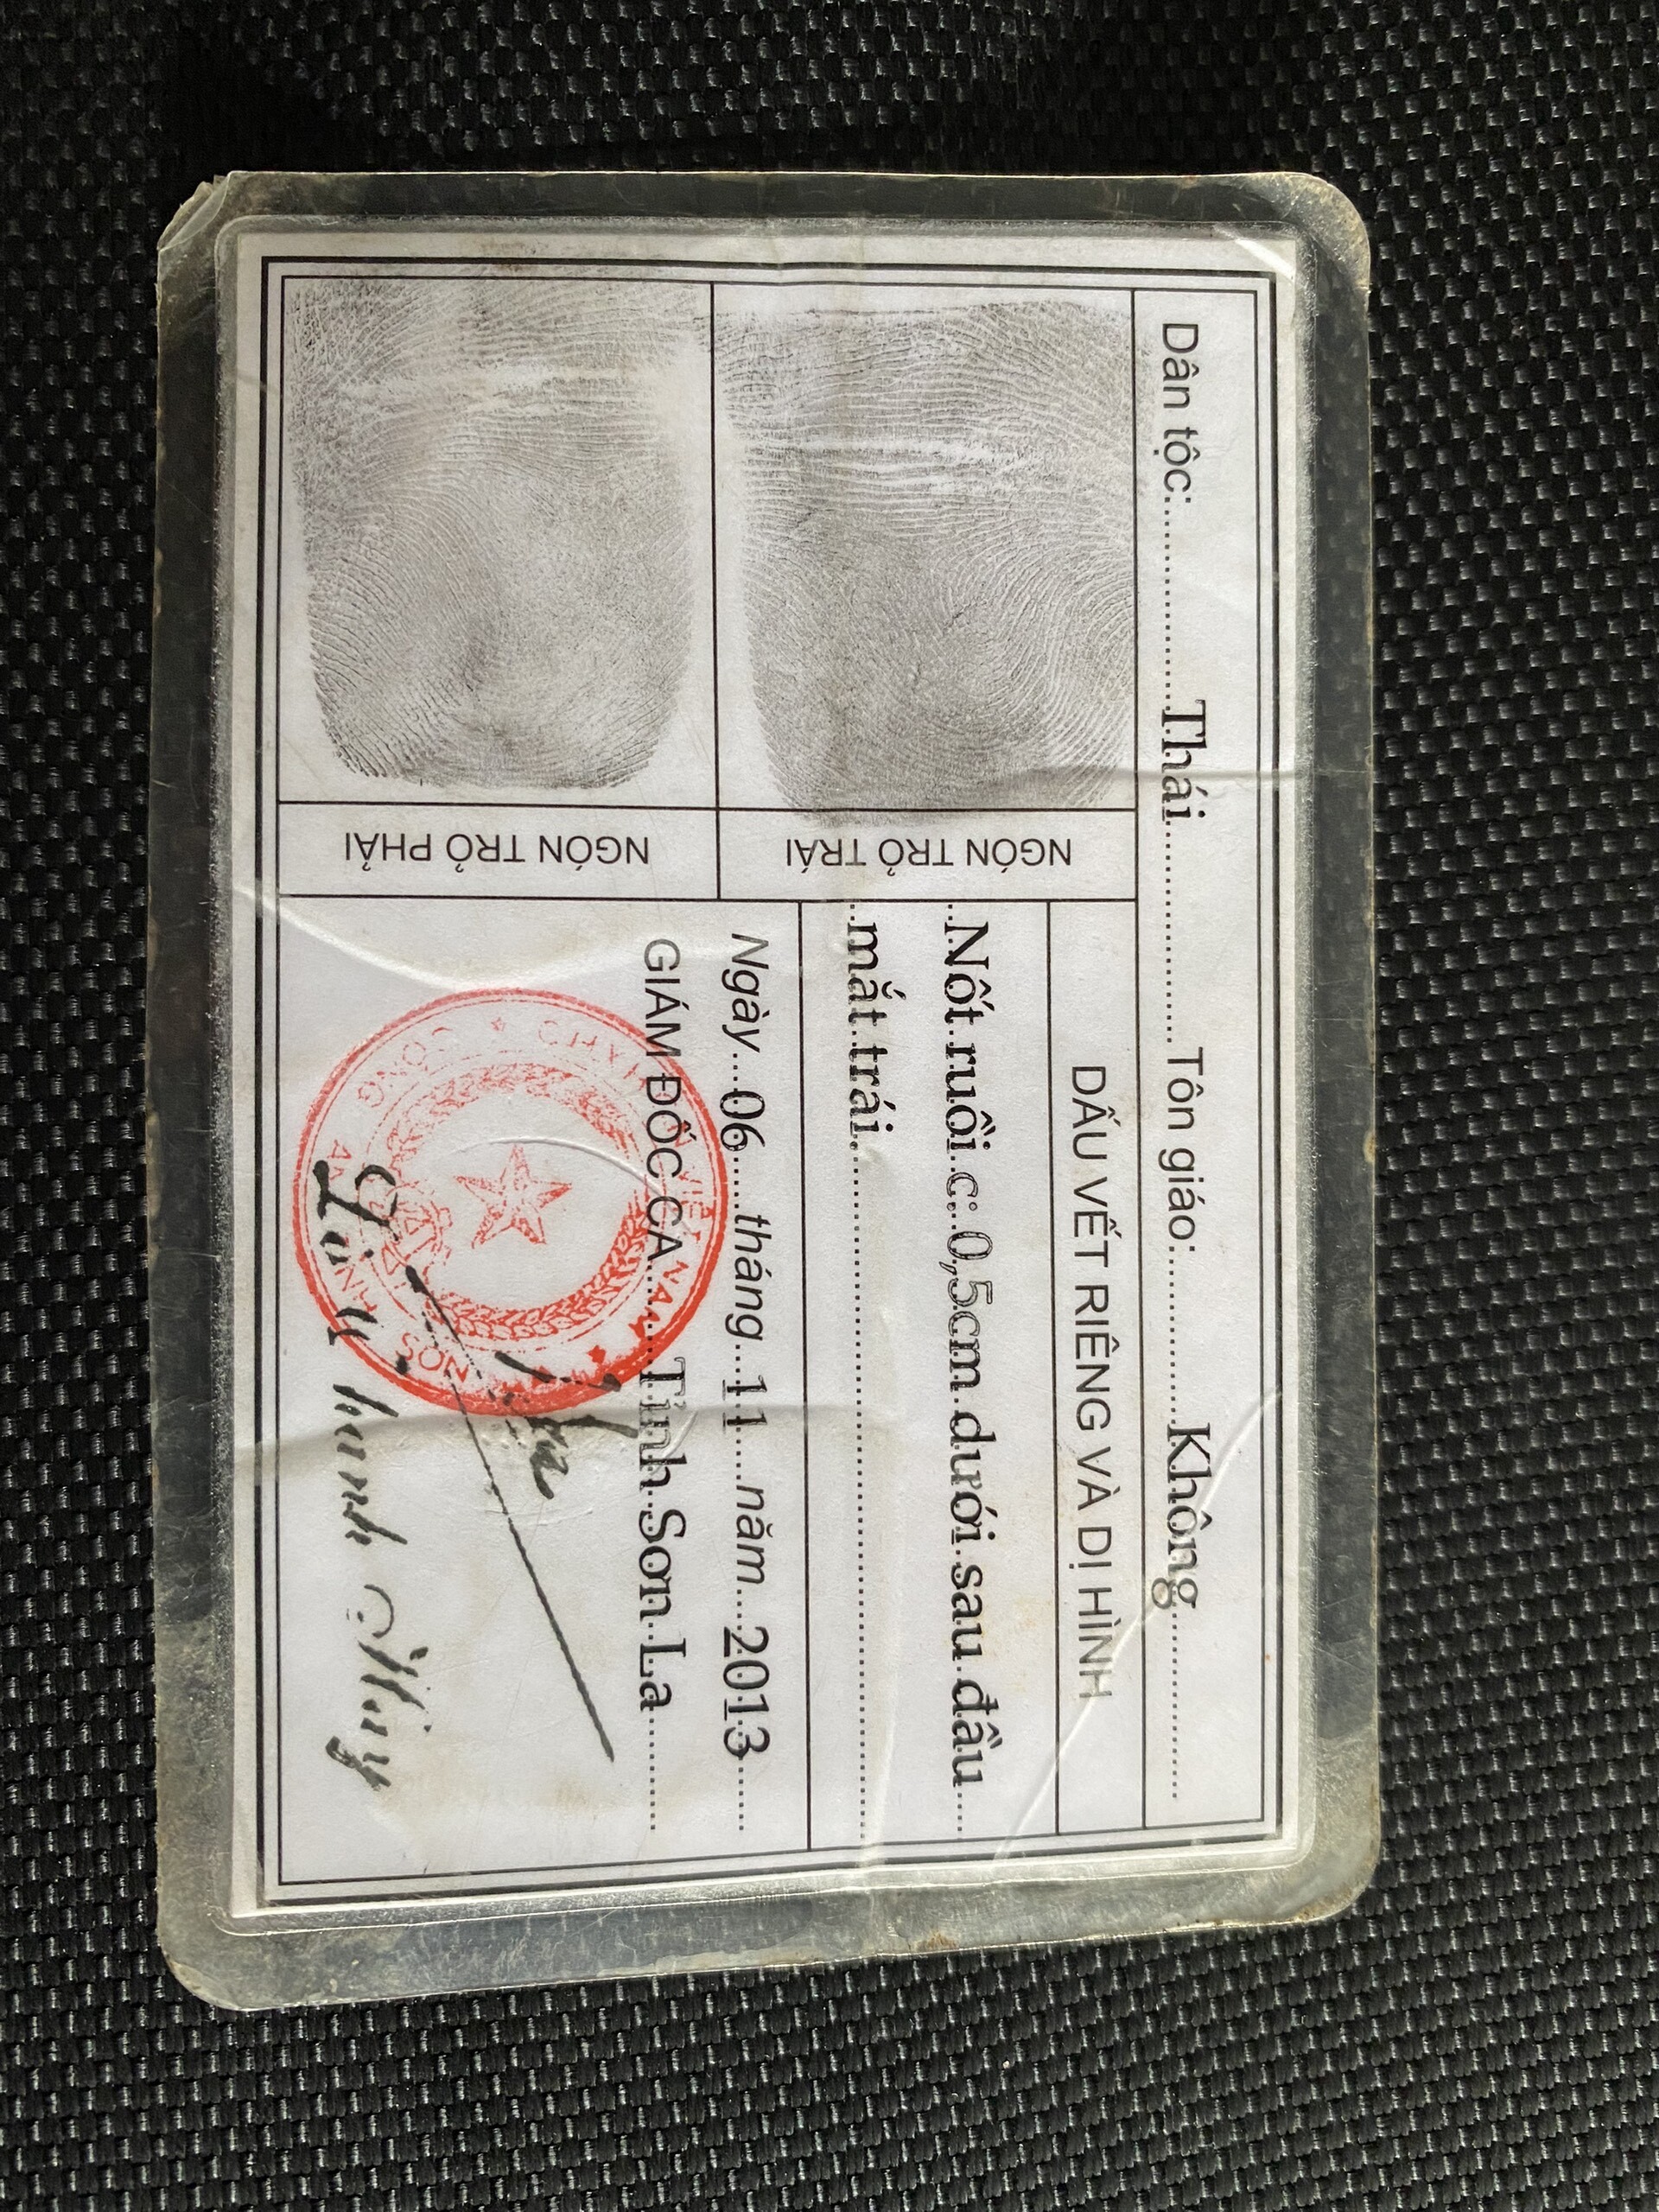 Dân tộc:................Thái................Tôn giáo:................Không................
NGÓN TRỎ TRÁI
NGÓN TRỎ PHẢI
DẤU VẾT RIÊNG VÀ DỊ HÌNH
Nốt ruồi c: 0,5cm dưới sau đầu
mắt trái
Ngày 06 tháng 11 năm 2013
GIÁM ĐỐC CA Tỉnh Sơn La